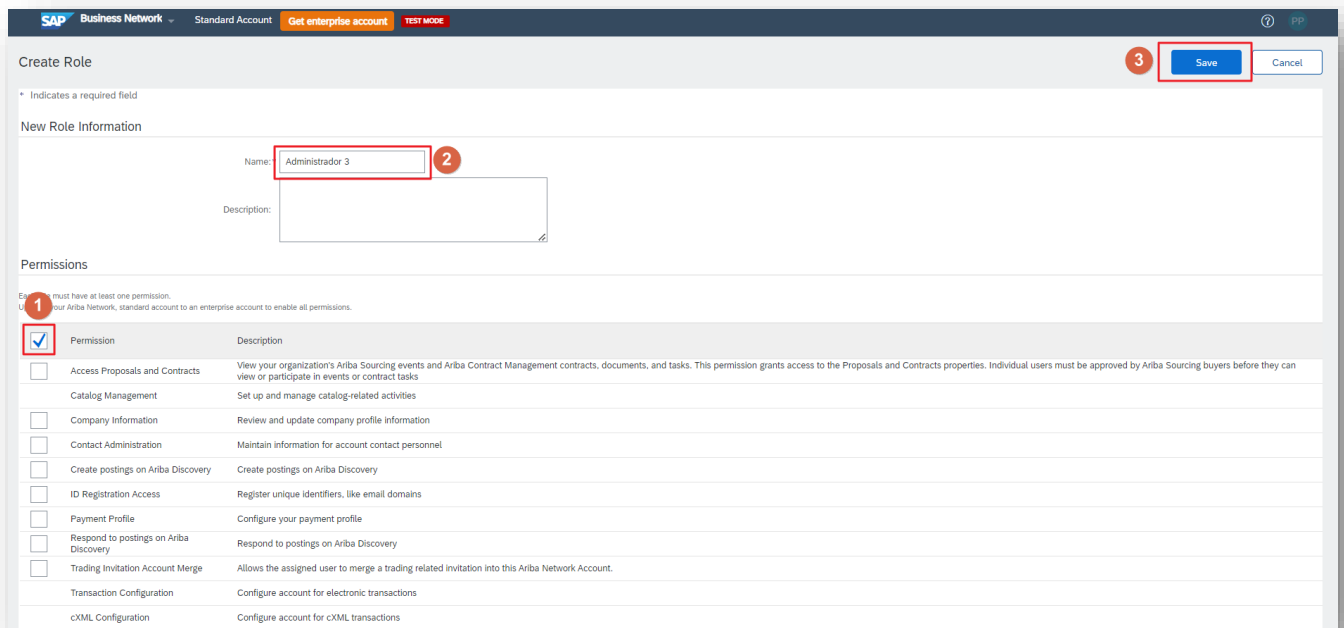 SAP Business Network Standard Account Get enterprise account TEST MODE ? PP
Create Role 3 Save Cancel
* Indicates a required field
New Role Information
Name:* Administrador 3 2
Description:
Permissions
must have at least one permission.
our Ariba Network, standard account to an enterprise account to enable all permissions.
1
Permission Description
Access Proposals and Contracts View your organization's Ariba Sourcing events and Ariba Contract Management contracts, documents, and tasks. This permission grants access to the Proposals and Contracts properties. Individual users must be approved by Ariba Sourcing buyers before they can
view or participate in events or contract tasks
Catalog Management Set up and manage catalog-related activities
Company Information Review and update company profile information
Contact Administration Maintain information for account contact personnel
Create postings on Ariba Discovery Create postings on Ariba Discovery
ID Registration Access Register unique identifiers, like email domains
Payment Profile Configure your payment profile
Respond to postings on Ariba
Discovery Respond to postings on Ariba Discovery
Trading Invitation Account Merge Allows the assigned user to merge a trading related invitation into this Ariba Network Account.
Transaction Configuration Configure account for electronic transactions
cXML Configuration Configure account for cXML transactions